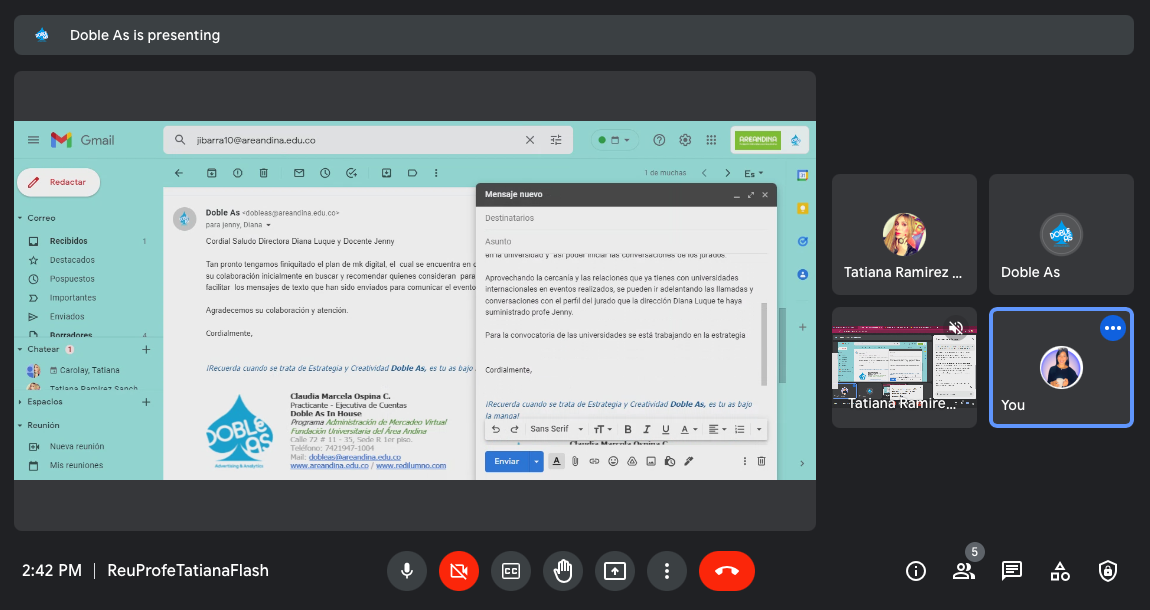 Doble As is presenting
Gmail
jibarra10@areandina.edu.co
AREANDINA
Redactar
1 de muchas
Es
Correo
Recibidos 1
Destacados
Pospuestos
Importantes
Enviados
Borradores 4
Chatear 1
Carolay, Tatiana
Tatiana Ramirez Sanch
Espacios
Reunión
Nueva reunión
Mis reuniones
Doble As <dobleas@areandina.edu.co>
para jenny, Diana
Cordial Saludo Directora Diana Luque y Docente Jenny
Tan pronto tengamos finiquitado el plan de mk digital, el cual se encuentra en
su colaboración inicialmente en buscar y recomendar quienes consideran para
facilitar los mensajes de texto que han sido enviados para comunicar el evento
Agradecemos su colaboración y atención.
Cordialmente,
¡Recuerda cuando se trata de Estrategia y Creatividad Doble As, es tu as bajo
DOBLE AS
Advertising & Analytics
Claudia Marcela Ospina C.
Practicante - Ejecutiva de Cuentas
Doble As In House
Programa Administración de Mercadeo Virtual
Fundación Universitaria del Área Andina
Calle 72 # 11 - 35, Sede R 1er piso.
Teléfono: 7421947-1004
Mail: dobleas@areandina.edu.co
www.areandina.edu.co / www.redilumno.com
Mensaje nuevo
Destinatarios
Asunto
en la universidad y así poder iniciar las conversaciones de los jurados.
Aprovechando la cercanía y las relaciones que ya tienes con universidades
internacionales en eventos realizados, se pueden ir adelantando las llamadas y
conversaciones con el perfil del jurado que la dirección Diana Luque te haya
suministrado profe Jenny.
Para la convocatoria de las universidades se está trabajando en la estrategia
Cordialmente,
¡Recuerda cuando se trata de Estrategia y Creatividad Doble As, es tu as bajo
la manga!
Sans Serif
Claudia Marcela Ospina C.
Enviar
Tatiana Ramirez ...
DOBLE AS
Doble As
Tatiana Ramire...
You
2:42 PM | ReuProfeTatianaFlash
5